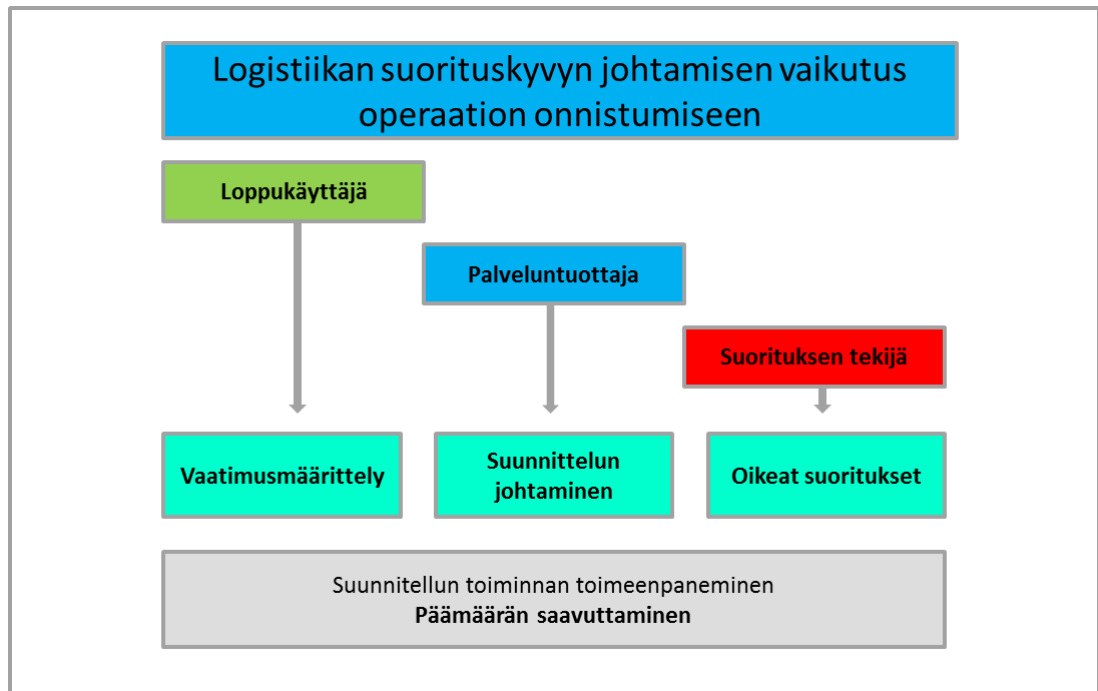 Logistiikan suorituskyvyn johtamisen vaikutus
operaation onnistumiseen
Loppukäyttäjä
Palveluntuottaja
Suorituksen tekijä
Vaatimusmäärittely
Suunnittelun
johtaminen
Oikeat suoritukset
Suunnitellun toiminnan toimeenpaneminen
Päämäärän saavuttaminen